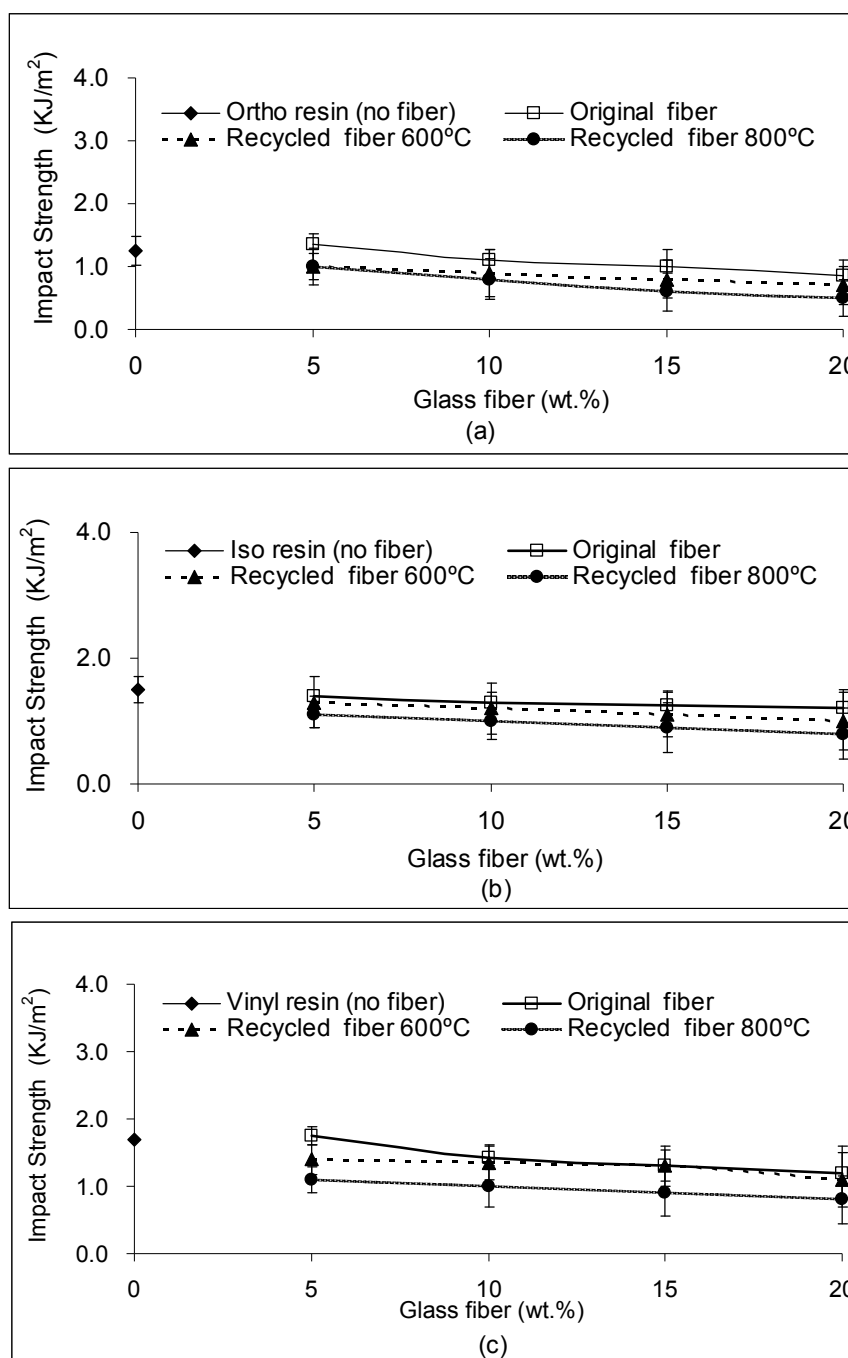 4.0
Ortho resin (no fiber) Original fiber
Recycled fiber 600ºC Recycled fiber 800ºC
3.0
2.0
1.0
0.0
Impact Strength (KJ/m²)
0 5 10 15 20
Glass fiber (wt.%)
(a)
4.0
Iso resin (no fiber) Original fiber
Recycled fiber 600ºC Recycled fiber 800ºC
2.0
0.0
Impact Strength (KJ/m²)
0 5 10 15 20
Glass fiber (wt.%)
(b)
4.0
Vinyl resin (no fiber) Original fiber
Recycled fiber 600ºC Recycled fiber 800ºC
3.0
2.0
1.0
0.0
Impact Strength (KJ/m²)
0 5 10 15 20
Glass fiber (wt.%)
(c)